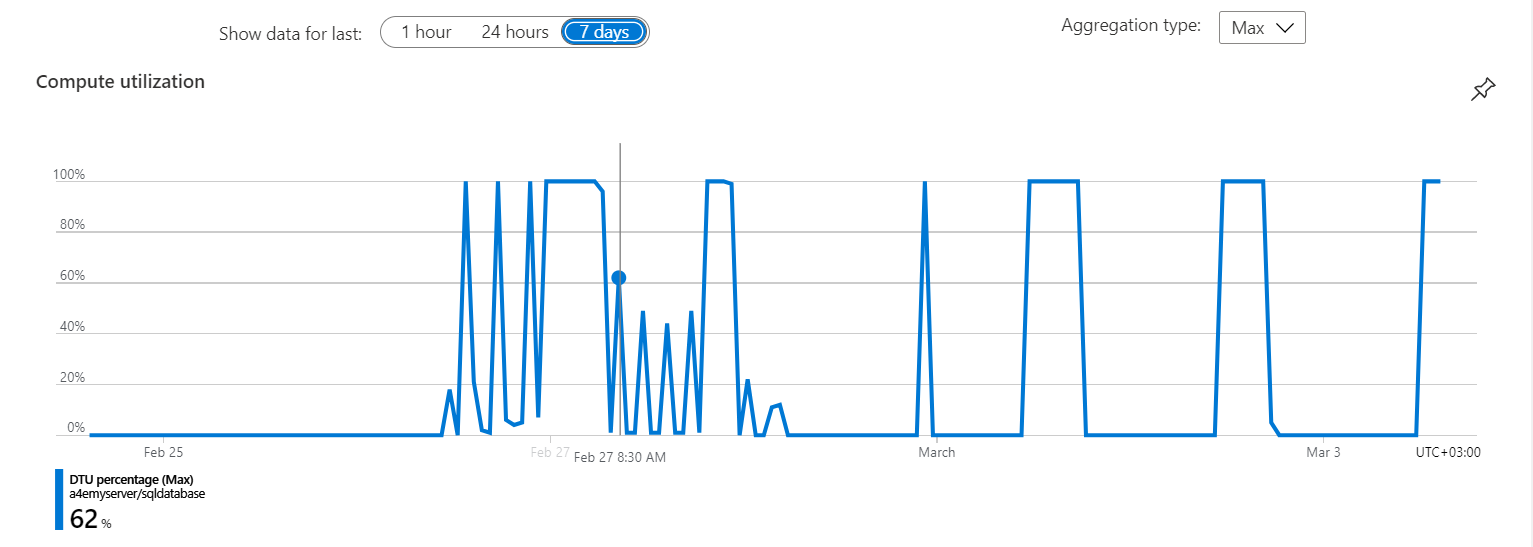 Show data for last: 1 hour 24 hours 7 days Aggregation type: Max
Compute utilization
100%
80%
60%
40%
20%
0%
Feb 25 Feb 27 Feb 27 8:30 AM March Mar 3 UTC+03:00
DTU percentage (Max)
a4emyserver/sqldatabase
62 %